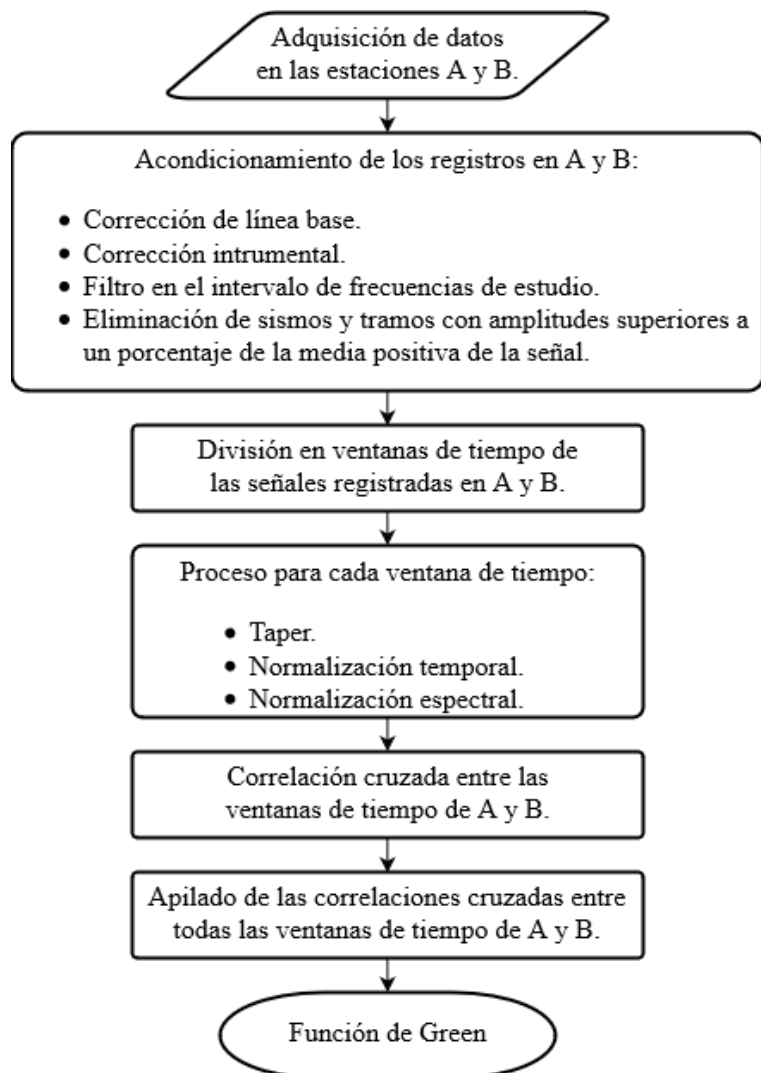 Adquisición de datos
en las estaciones A y B.
Acondicionamiento de los registros en A y B:
• Corrección de línea base.
• Corrección intrumental.
• Filtro en el intervalo de frecuencias de estudio.
• Eliminación de sismos y tramos con amplitudes superiores a
un porcentaje de la media positiva de la señal.
División en ventanas de tiempo de
las señales registradas en A y B.
Proceso para cada ventana de tiempo:
• Taper.
• Normalización temporal.
• Normalización espectral.
Correlación cruzada entre las
ventanas de tiempo de A y B.
Apilado de las correlaciones cruzadas entre
todas las ventanas de tiempo de A y B.
Función de Green